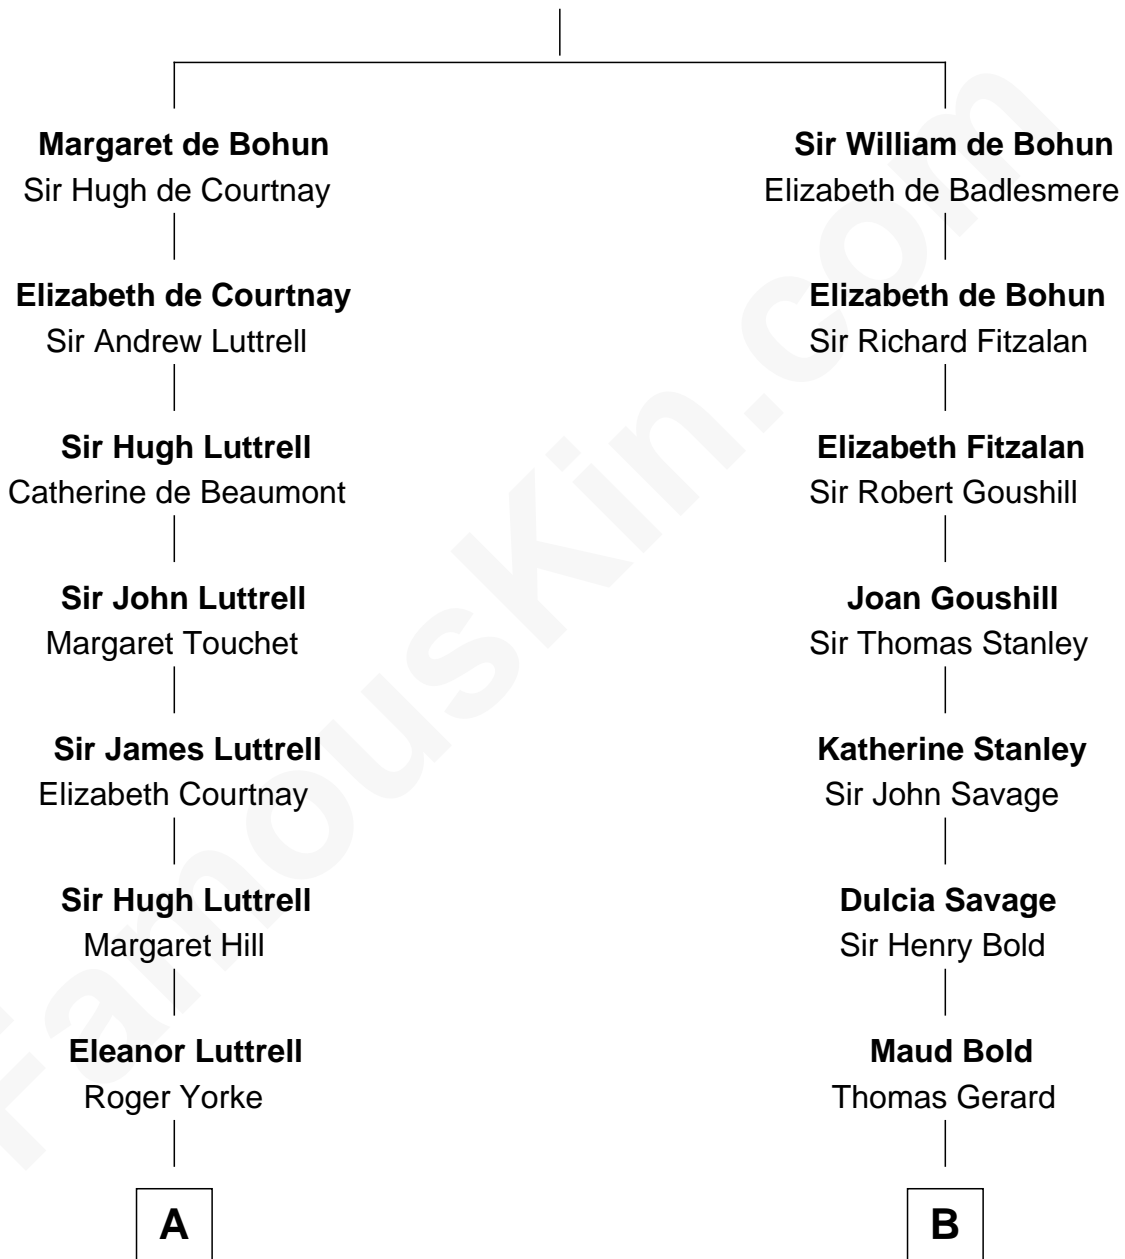 Margaret de Bohun
Sir Hugh de Courtnay
Elizabeth de Courtnay
Sir Andrew Luttrell
Sir Hugh Luttrell
Catherine de Beaumont
Sir John Luttrell
Margaret Touchet
Sir James Luttrell
Elizabeth Courtnay
Sir Hugh Luttrell
Margaret Hill
Eleanor Luttrell
Roger Yorke
A
Sir William de Bohun
Elizabeth de Badlesmere
Elizabeth de Bohun
Sir Richard Fitzalan
Elizabeth Fitzalan
Sir Robert Goushill
Joan Goushill
Sir Thomas Stanley
Katherine Stanley
Sir John Savage
Dulcia Savage
Sir Henry Bold
Maud Bold
Thomas Gerard
B
FamousKin.com